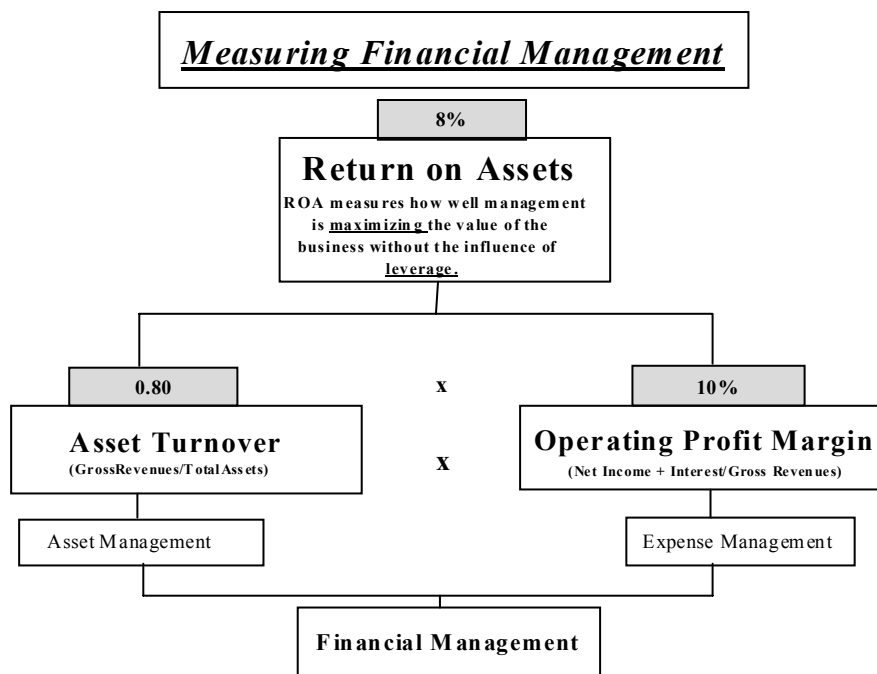 Measuring Financial Management
8%
Return on Assets
ROA measures how well management
is maximizing the value of the
business without the influence of
leverage.
0.80 x 10%
Asset Turnover
(GrossRevenues/TotalAssets)
x
Operating Profit Margin
(Net Income + Interest/Gross Revenues)
Asset Management
Expense Management
Financial Management